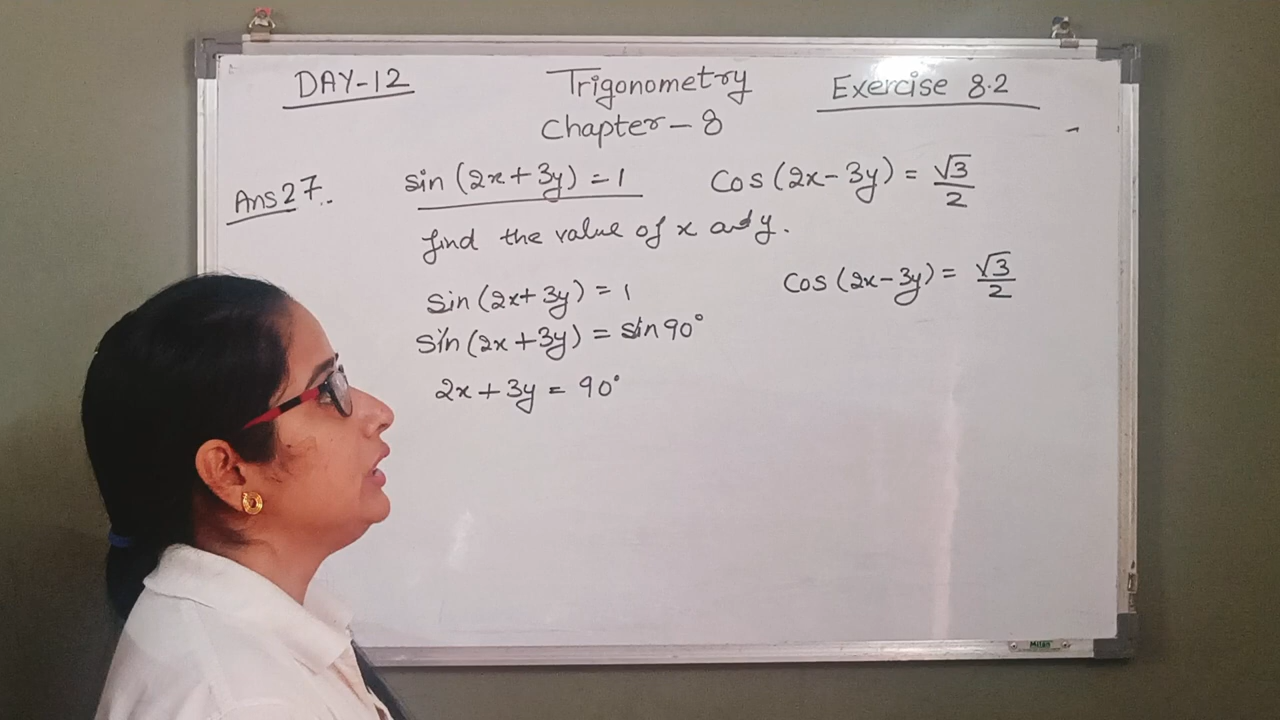 DAY-12
Trigonometry
Chapter-8
Exercise 8.2
Ans 27..
sin (2x+3y) = 1
Cos (2x-3y) = √3/2
find the value of x and y.
sin (2x+3y) = 1
sin (2x+3y) = sin 90°
2x + 3y = 90°
Cos (2x-3y) = √3/2
Milan